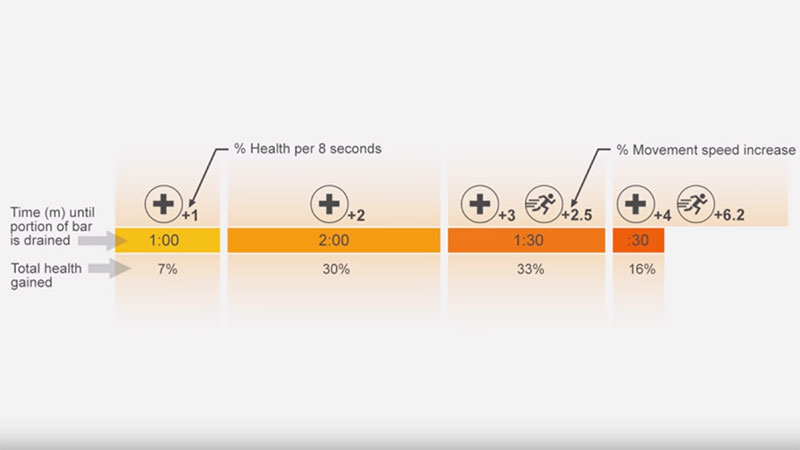 % Health per 8 seconds
% Movement speed increase
+1
+2
+3
+2.5
+4
+6.2
Time (m) until
portion of bar
is drained
1:00
2:00
1:30
:30
Total health
gained
7%
30%
33%
16%